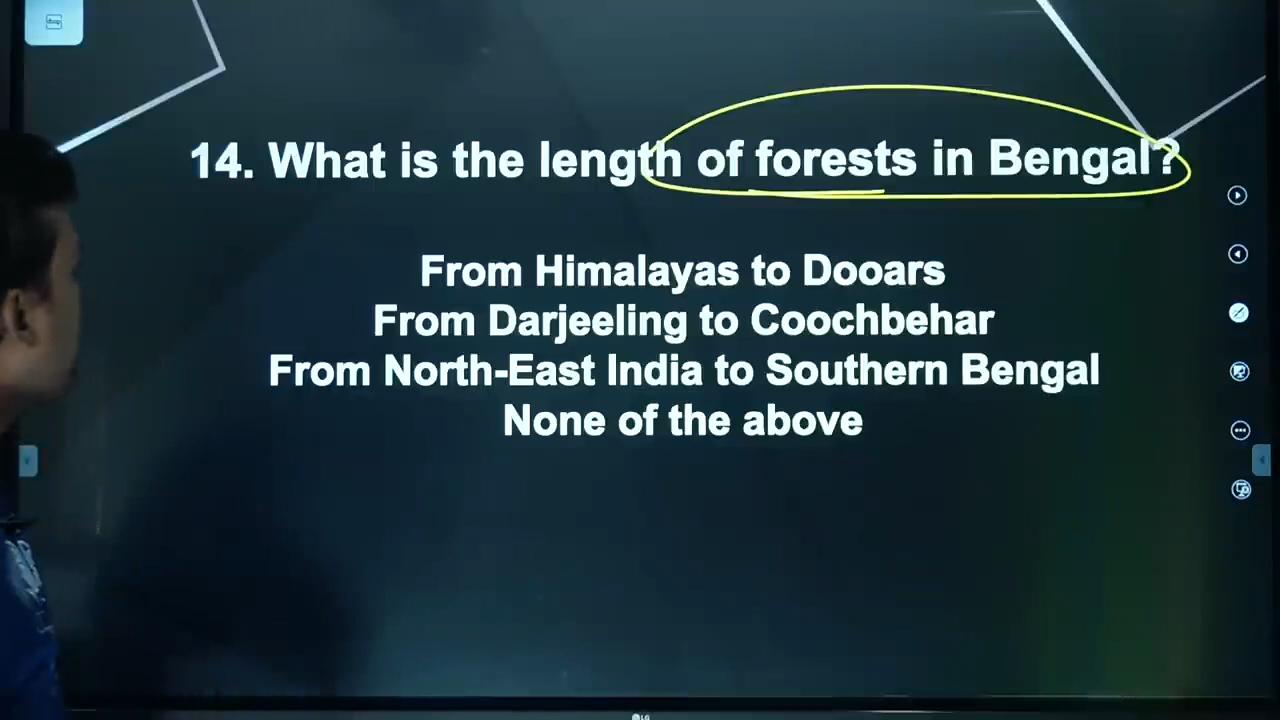 14. What is the length of forests in Bengal?
From Himalayas to Dooars
From Darjeeling to Coochbehar
From North-East India to Southern Bengal
None of the above
LG